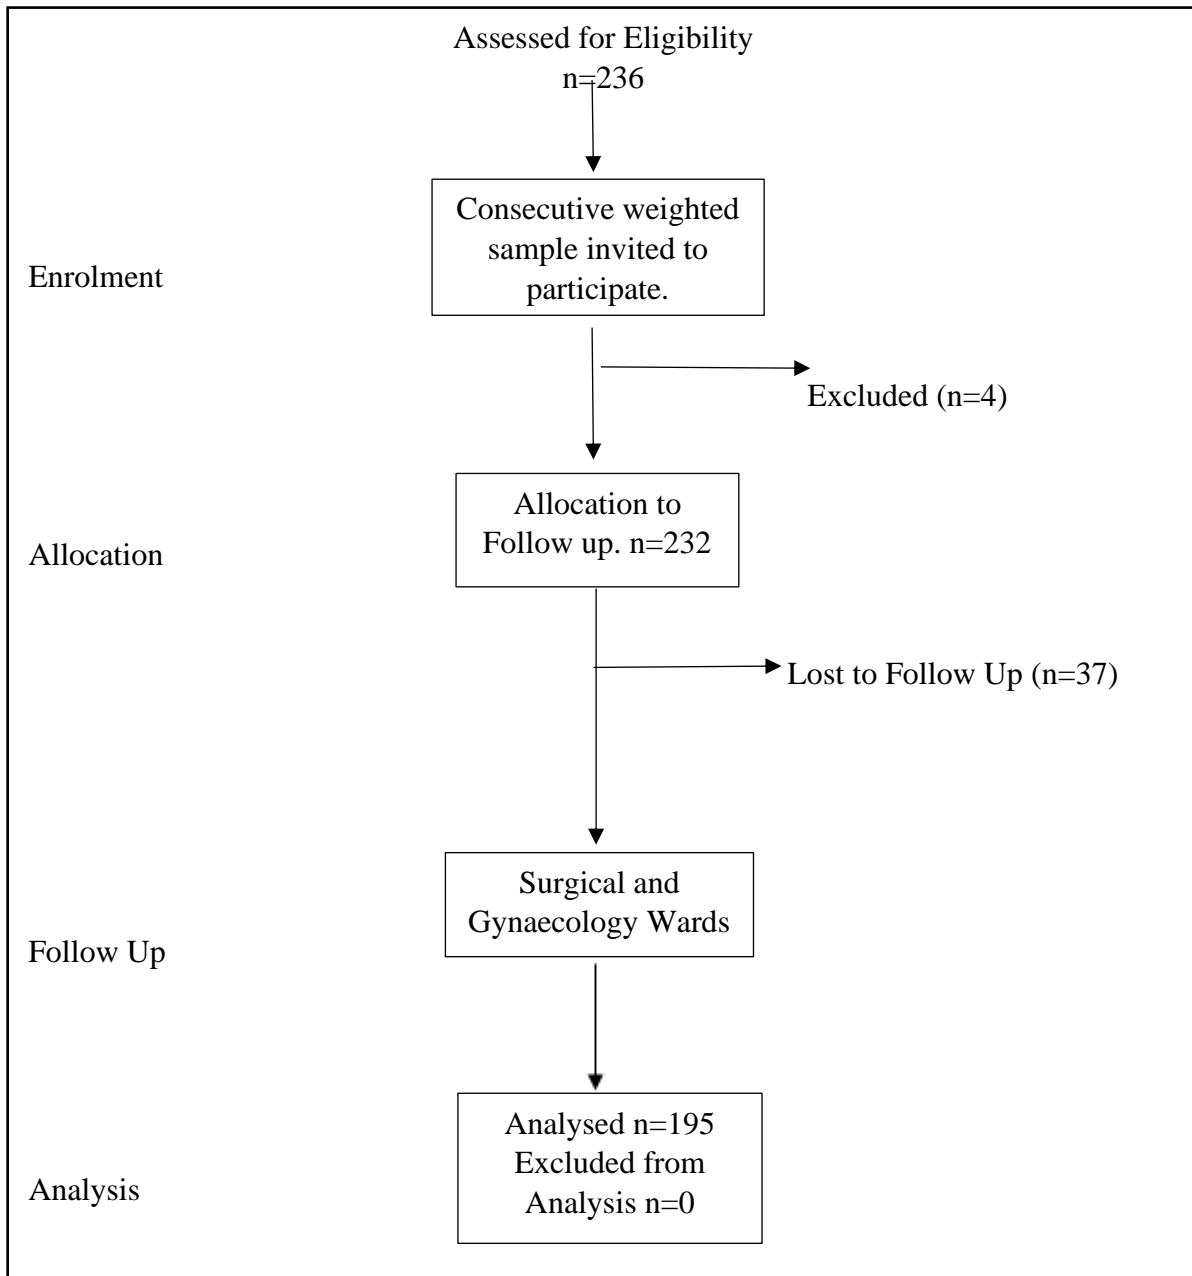 Assessed for Eligibility
n=236
Consecutive weighted
sample invited to
participate.
Enrolment
Excluded (n=4)
Allocation to
Follow up. n=232
Allocation
Lost to Follow Up (n=37)
Surgical and
Gynaecology Wards
Follow Up
Analysed n=195
Excluded from
Analysis n=0
Analysis